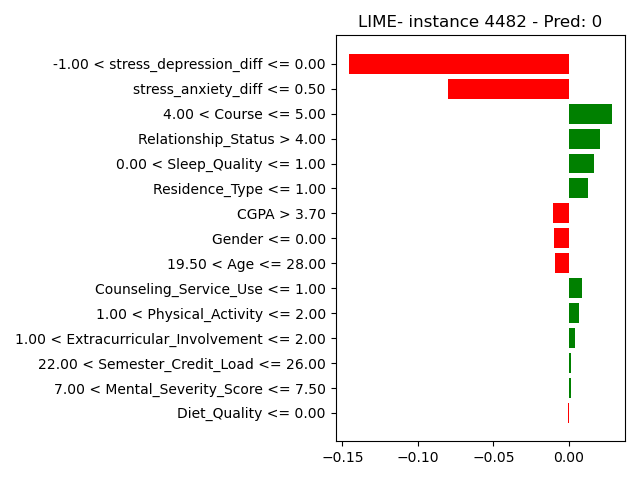 LIME- instance 4482 - Pred: 0
-1.00 < stress_depression_diff <= 0.00
stress_anxiety_diff <= 0.50
4.00 < Course <= 5.00
Relationship_Status > 4.00
0.00 < Sleep_Quality <= 1.00
Residence_Type <= 1.00
CGPA > 3.70
Gender <= 0.00
19.50 < Age <= 28.00
Counseling_Service_Use <= 1.00
1.00 < Physical_Activity <= 2.00
1.00 < Extracurricular_Involvement <= 2.00
22.00 < Semester_Credit_Load <= 26.00
7.00 < Mental_Severity_Score <= 7.50
Diet_Quality <= 0.00
−0.15 −0.10 −0.05 0.00